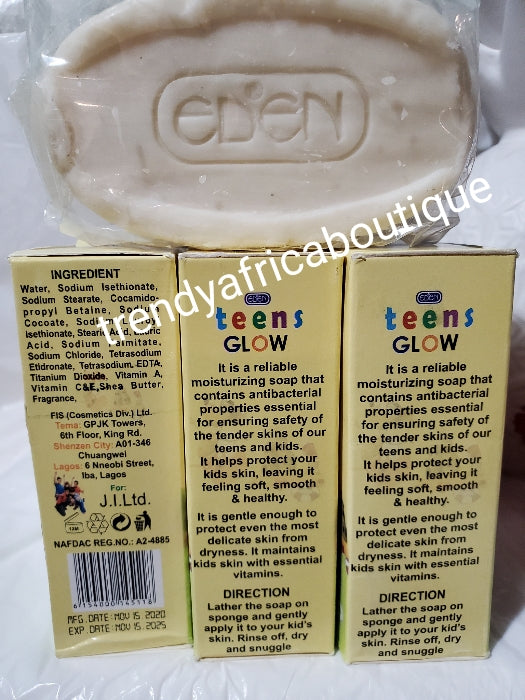 EDEN
trendyafricaboutique
INGREDIENT
Water, Sodium Isethionate,
Sodium Stearate, Cocamido-
propyl Betaine, Sodium
Cocoate, Sodium
Isethionate, Stearic Acid,
Acid, Sodium
Sodium Chloride, Tetrasodium
Etidronate, Tetrasodium EDTA,
Titanium Dioxide, Vitamin A,
Vitamin C&E, Shea Butter,
Fragrance,
FIS (Cosmetics Div.) Ltd.
Tema: GPJK Towers,
6th Floor, King Rd.
Shenzen City: A01-346
Chuangwei
Lagos: 6 Nneobi Street,
Iba, Lagos
For:
J.I.Ltd.
12M
NAFDAC REG.NO.: A2-4885
6154000145116
MFG.DATE:NOV 15 2020
EXP.DATE:NOV 15 2025
EDEN
teens
GLOW
It is a reliable
moisturizing soap that
contains antibacterial
properties essential
for ensuring safety of
the tender skins of our
teens and kids.
It helps protect your
kids skin, leaving it
feeling soft, smooth
& healthy.
It is gentle enough to
protect even the most
delicate skin from
dryness. It maintains
kids skin with essential
vitamins.
DIRECTION
Lather the soap on
sponge and gently
apply it to your kid's
skin. Rinse off, dry
and snuggle
EDEN
teens
GLOW
It is a reliable
moisturizing soap that
contains antibacterial
properties essential
for ensuring safety of
the tender skins of our
teens and kids.
It helps protect your
kids skin, leaving it
feeling soft, smooth
& healthy.
It is gentle enough to
protect even the most
delicate skin from
dryness. It maintains
kids skin with essential
vitamins.
DIRECTION
Lather the soap on
sponge and gently
apply it to your kid's
skin. Rinse off, dry
and snuggle